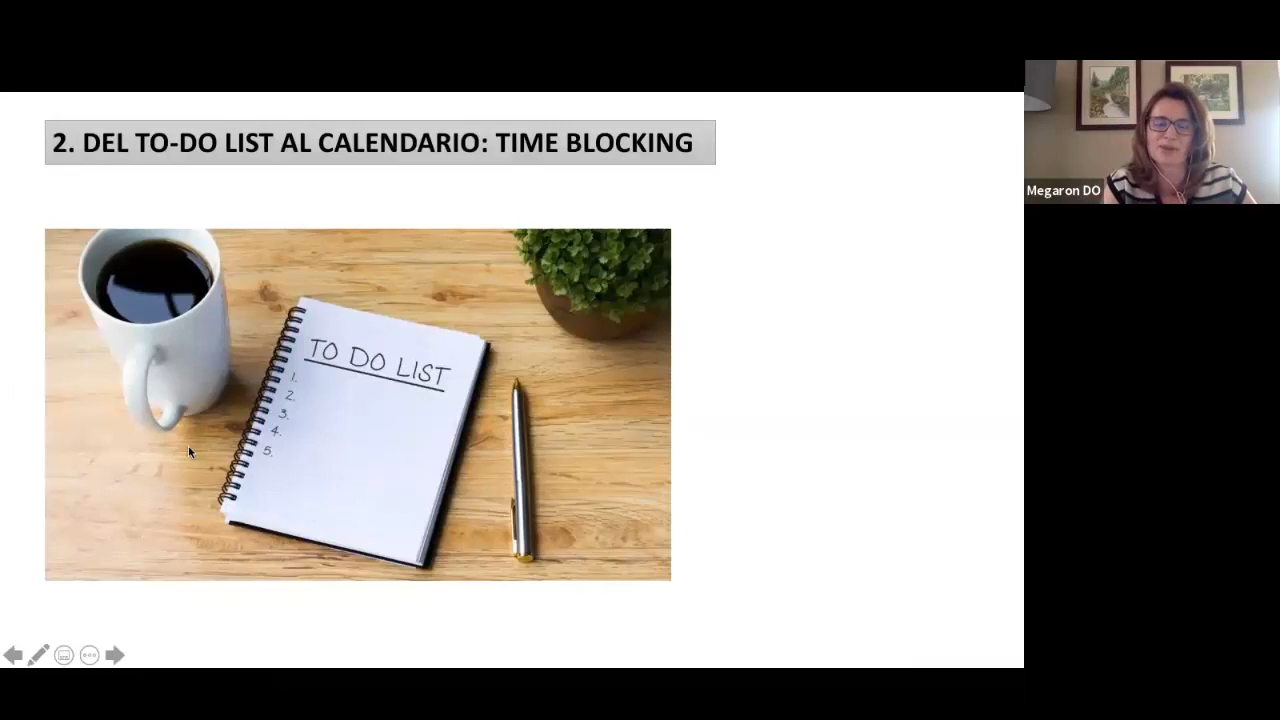 2. DEL TO-DO LIST AL CALENDARIO: TIME BLOCKING
Megaron DO
TO DO LIST
1.
2.
3.
4.
5.